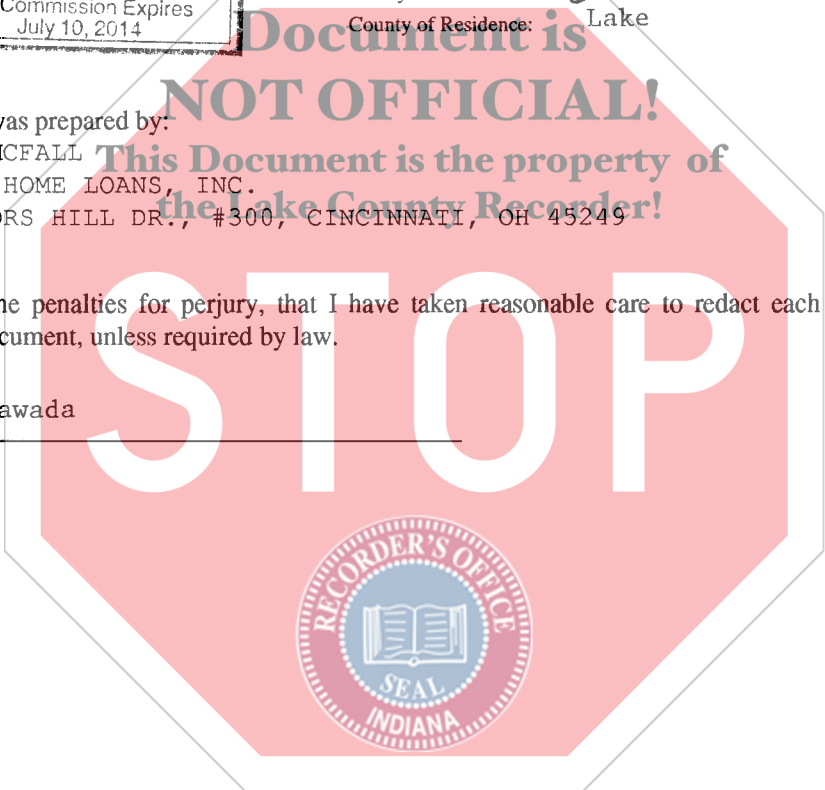 Commission Expires
July 10, 2014
County of Residence: Lake
Document is
NOT OFFICIAL!
was prepared by:
This Document is the property of
CFALL
HOME LOANS, INC.
the Lake County Recorder!
RS HILL DR., #300, CINCINNATI, OH 45249
he penalties for perjury, that I have taken reasonable care to redact each
cument, unless required by law.
awada
STOP
RECORDER'S OFFICE
SEAL
INDIANA